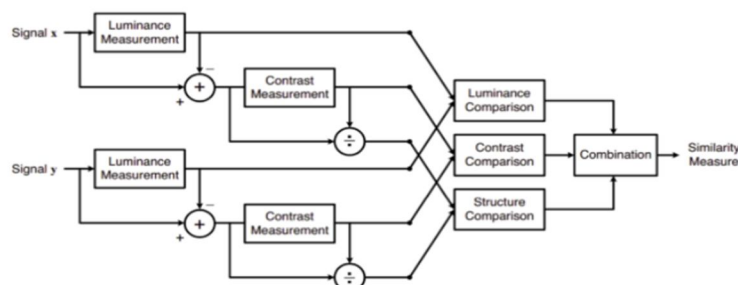 Signal x
Luminance
Measurement
−
+
+
Contrast
Measurement
÷
Signal y
Luminance
Measurement
−
+
+
Contrast
Measurement
÷
Luminance
Comparison
Contrast
Comparison
Structure
Comparison
Combination
Similarity
Measure